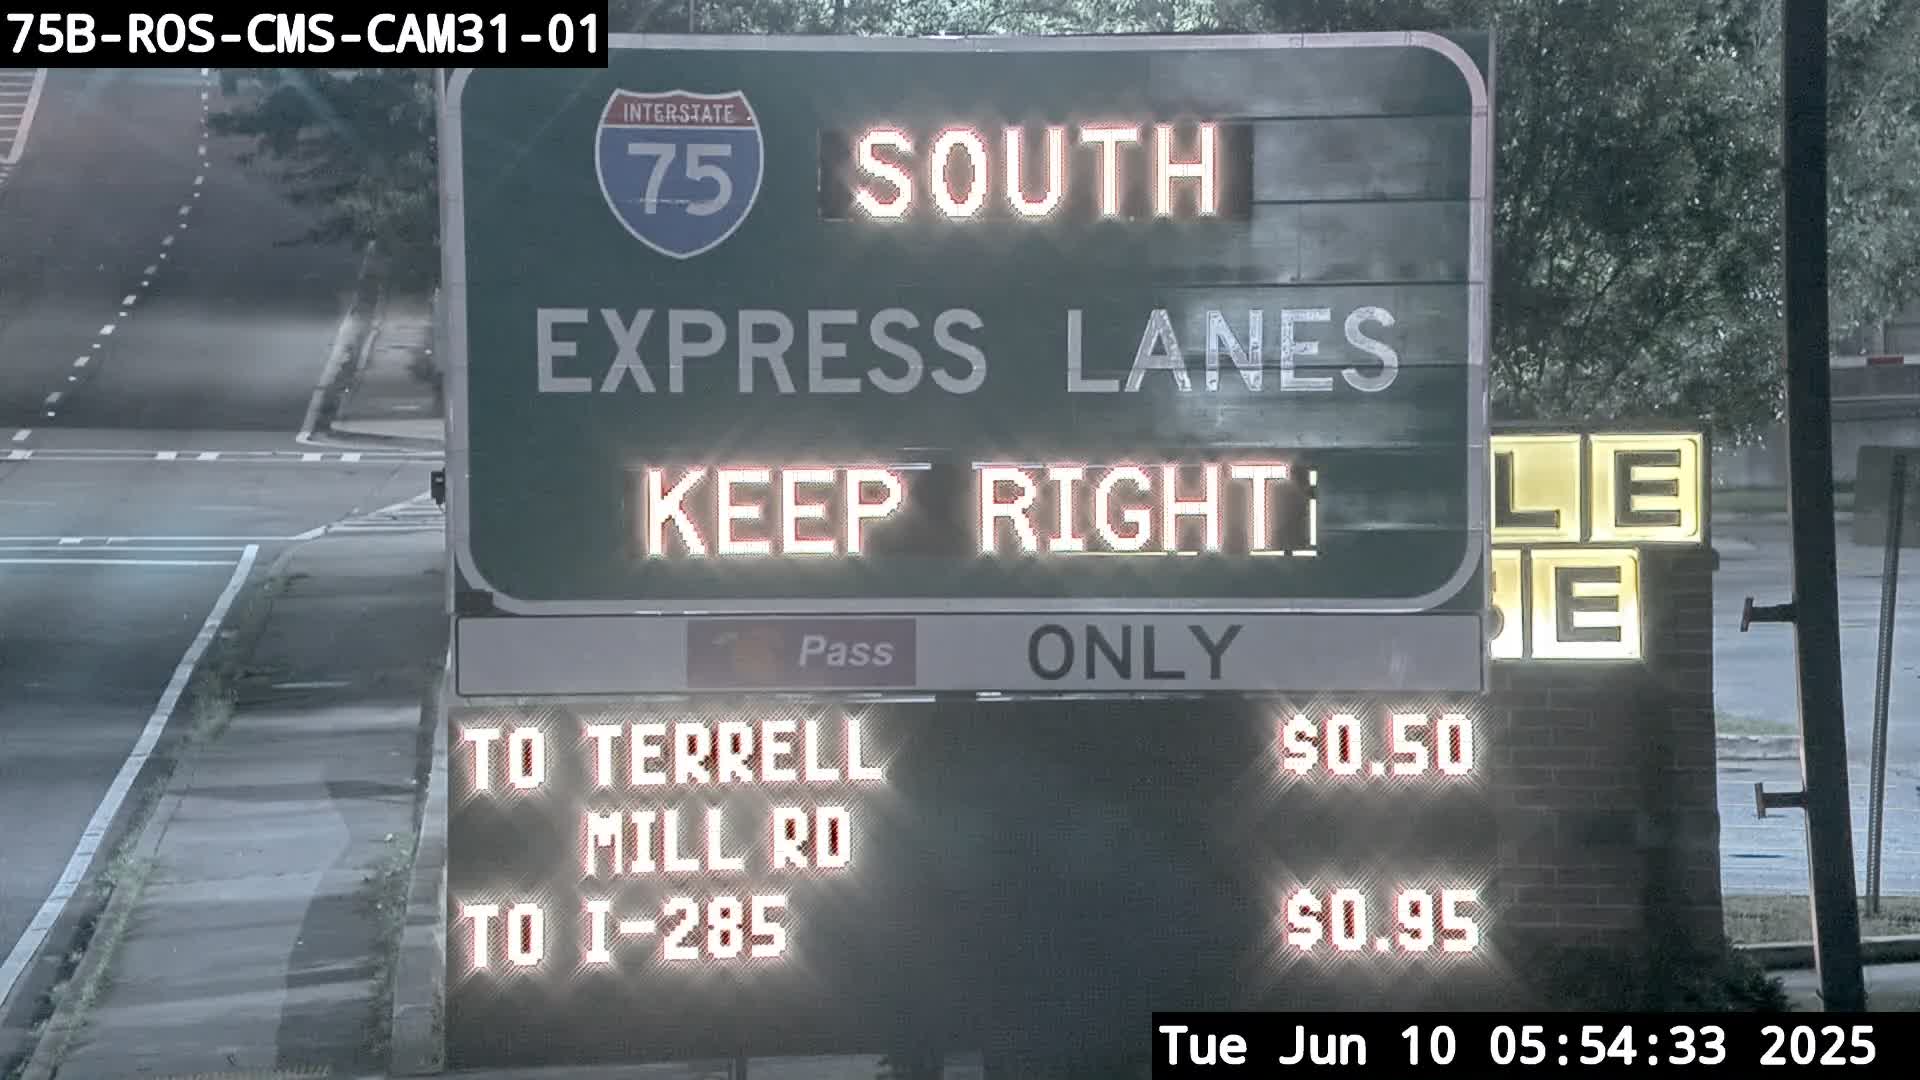 75B-ROS-CMS-CAM31-01
INTERSTATE
75
SOUTH
EXPRESS LANES
KEEP RIGHT
Pass ONLY
TO TERRELL $0.50
MILL RD
TO I-285 $0.95
LE
E
Tue Jun 10 05:54:33 2025